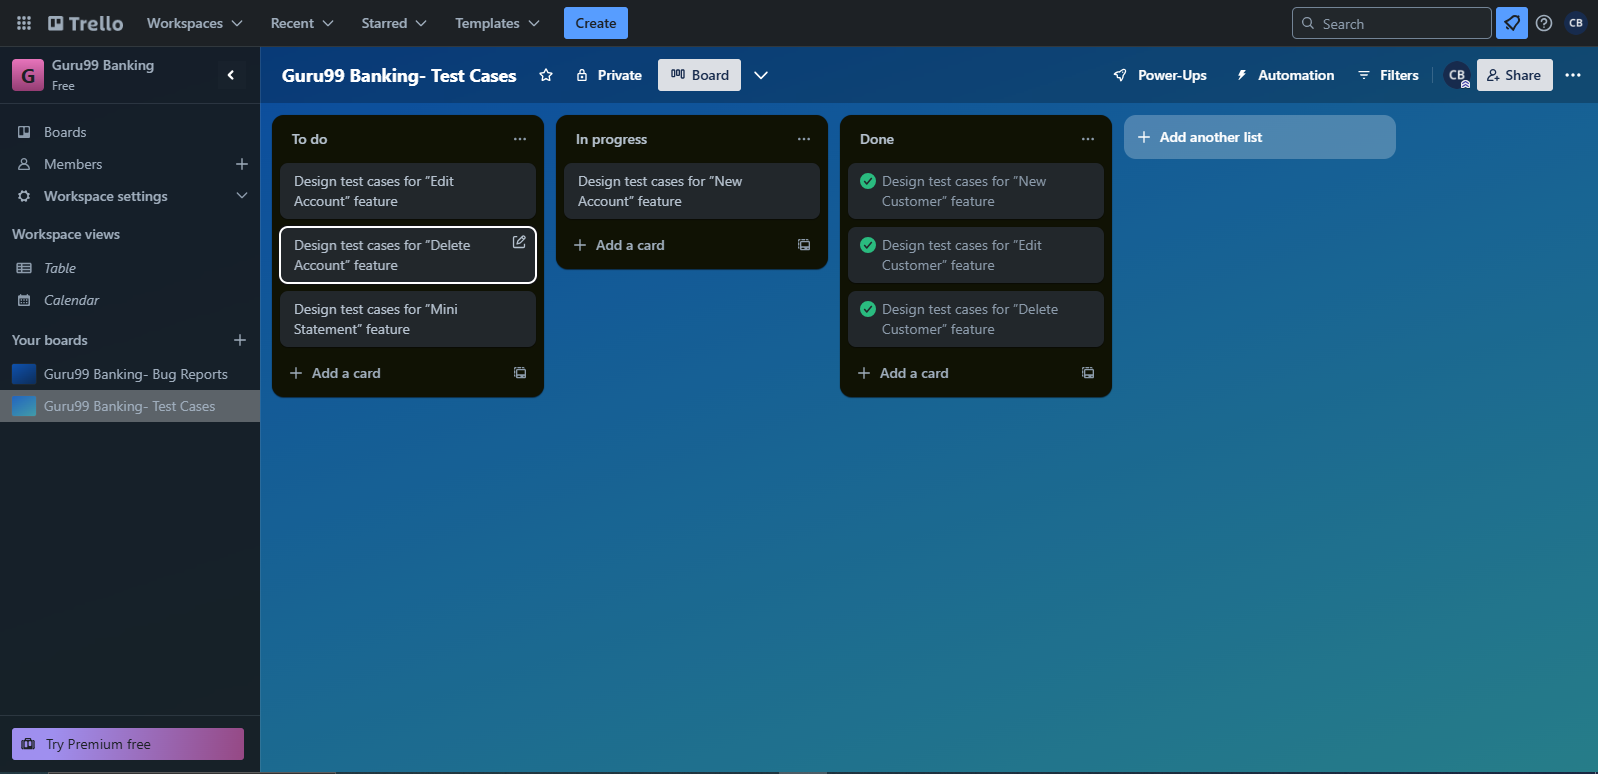 Trello Workspaces Recent Starred Templates Create Search CB
G Guru99 Banking
Free
Guru99 Banking- Test Cases Private Board Power-Ups Automation Filters CB Share
Boards
Members
Workspace settings
Workspace views
Table
Calendar
Your boards
Guru99 Banking- Bug Reports
Guru99 Banking- Test Cases
Try Premium free
To do
Design test cases for “Edit
Account” feature
Design test cases for “Delete
Account” feature
Design test cases for “Mini
Statement” feature
Add a card
In progress
Design test cases for “New
Account” feature
Add a card
Done
Design test cases for “New
Customer” feature
Design test cases for “Edit
Customer” feature
Design test cases for “Delete
Customer” feature
Add a card
Add another list